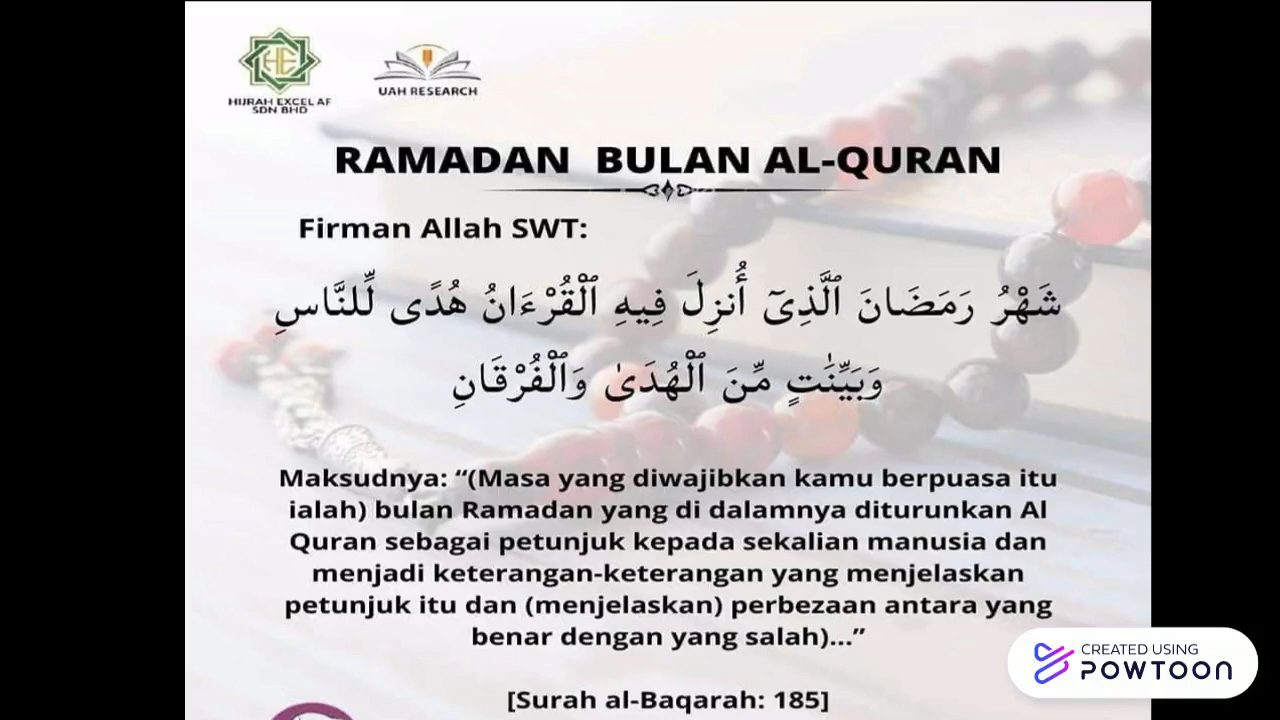 HIJRAH EXCEL AF
SDN BHD
UAH RESEARCH
RAMADAN BULAN AL-QURAN
Firman Allah SWT:
شَهْرُ رَمَضَانَ ٱلَّذِىٓ أُنزِلَ فِيهِ ٱلْقُرْءَانُ هُدًى لِّلنَّاسِ
وَبَيِّنَٰتٍ مِّنَ ٱلْهُدَىٰ وَٱلْفُرْقَانِ
Maksudnya: “(Masa yang diwajibkan kamu berpuasa itu
ialah) bulan Ramadan yang di dalamnya diturunkan Al
Quran sebagai petunjuk kepada sekalian manusia dan
menjadi keterangan-keterangan yang menjelaskan
petunjuk itu dan (menjelaskan) perbezaan antara yang
benar dengan yang salah)...”
[Surah al-Baqarah: 185]
CREATED USING
POWTOON